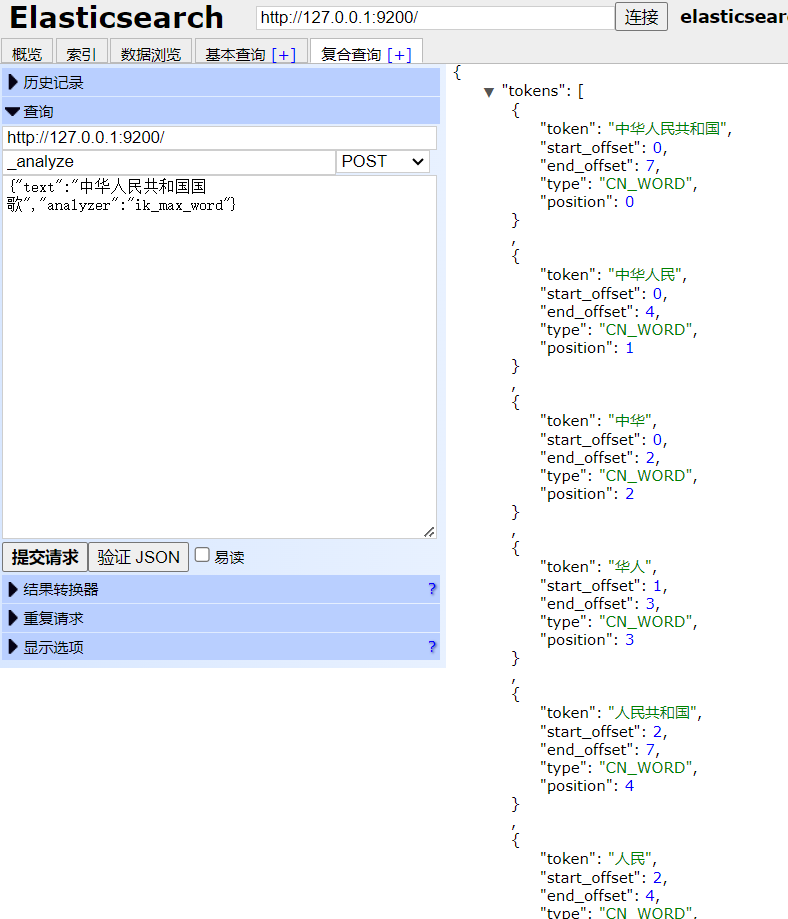 Elasticsearch
http://127.0.0.1:9200/
连接
elasticsear
概览
索引
数据浏览
基本查询 [+]
复合查询 [+]
历史记录
查询
http://127.0.0.1:9200/
_analyze
POST
{"text":"中华人民共和国国
歌","analyzer":"ik_max_word"}
提交请求
验证 JSON
易读
结果转换器
?
重复请求
显示选项
?
{
▼ "tokens": [
{
"token": "中华人民共和国",
"start_offset": 0,
"end_offset": 7,
"type": "CN_WORD",
"position": 0
}
,
{
"token": "中华人民",
"start_offset": 0,
"end_offset": 4,
"type": "CN_WORD",
"position": 1
}
,
{
"token": "中华",
"start_offset": 0,
"end_offset": 2,
"type": "CN_WORD",
"position": 2
}
,
{
"token": "华人",
"start_offset": 1,
"end_offset": 3,
"type": "CN_WORD",
"position": 3
}
,
{
"token": "人民共和国",
"start_offset": 2,
"end_offset": 7,
"type": "CN_WORD",
"position": 4
}
,
{
"token": "人民",
"start_offset": 2,
"end_offset": 4,
"type": "CN_WORD",